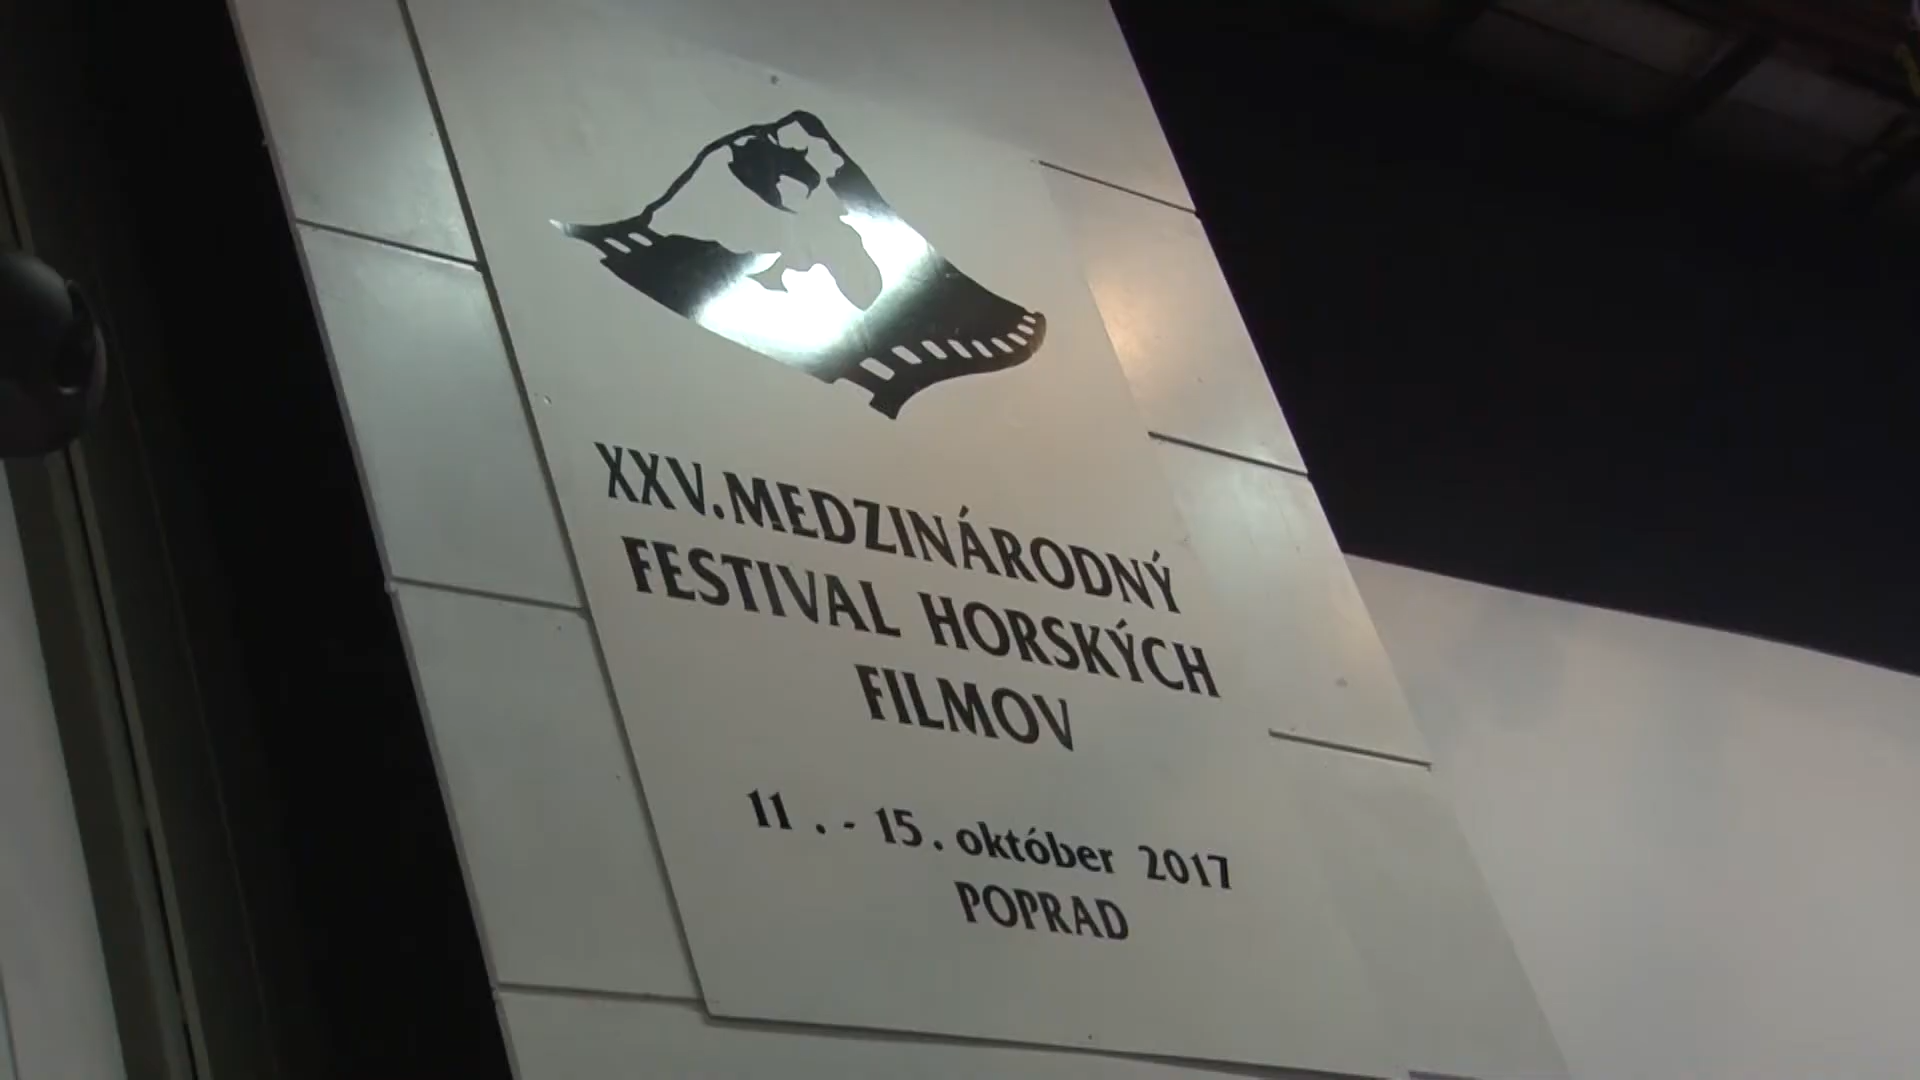 XXV. MEDZINÁRODNÝ
FESTIVAL HORSKÝCH
FILMOV
11. - 15. október 2017
POPRAD